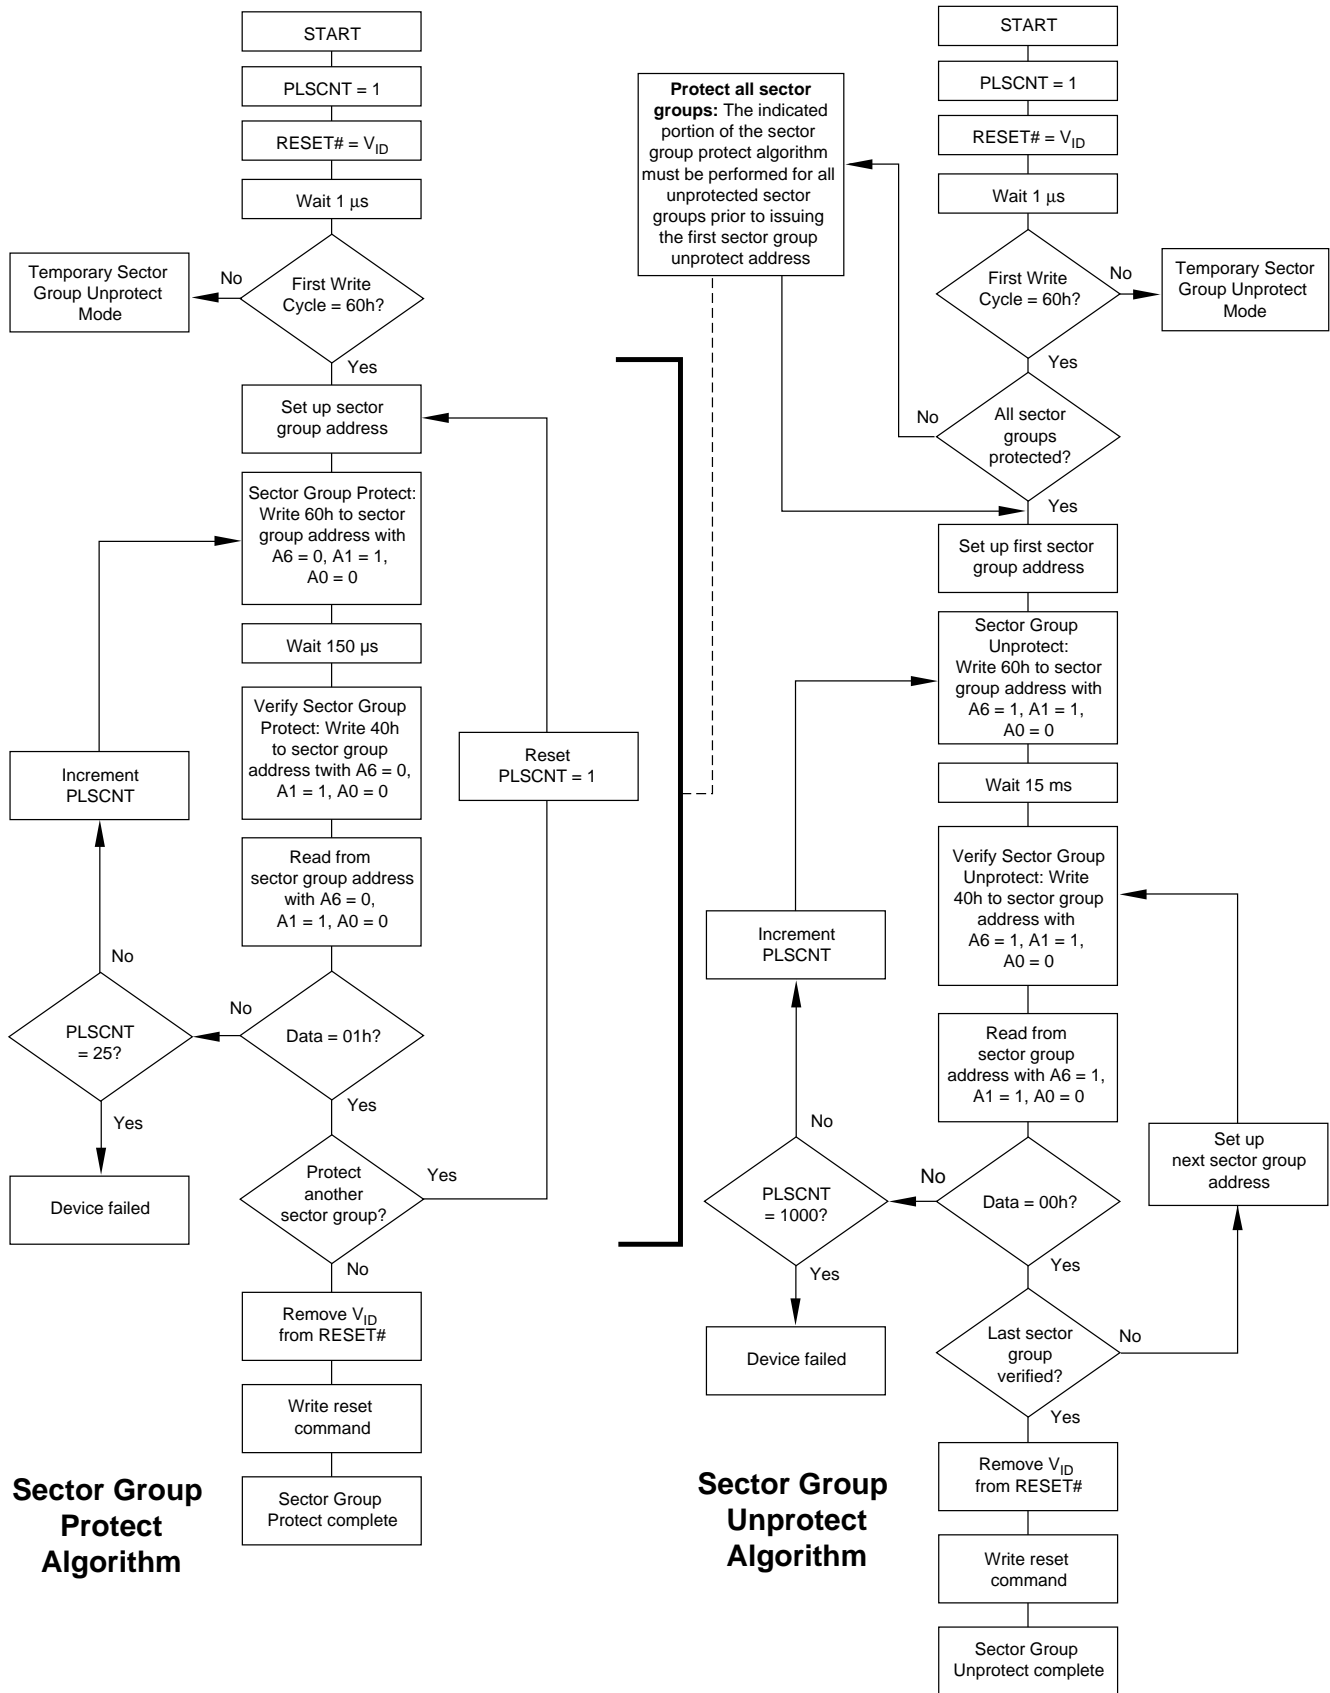 START
PLSCNT = 1
RESET# = VID
Wait 1 μs
First Write
Cycle = 60h?
No
Temporary Sector
Group Unprotect
Mode
Yes
Set up sector
group address
Sector Group Protect:
Write 60h to sector
group address with
A6 = 0, A1 = 1,
A0 = 0
Wait 150 µs
Verify Sector Group
Protect: Write 40h
to sector group
address twith A6 = 0,
A1 = 1, A0 = 0
Reset
PLSCNT = 1
Increment
PLSCNT
Read from
sector group address
with A6 = 0,
A1 = 1, A0 = 0
No
No
PLSCNT
= 25?
Data = 01h?
Yes
Yes
Device failed
Protect
another
sector group?
Yes
No
Remove VID
from RESET#
Write reset
command
Sector Group
Protect complete
Sector Group
Protect
Algorithm
Protect all sector
groups: The indicated
portion of the sector
group protect algorithm
must be performed for all
unprotected sector
groups prior to issuing
the first sector group
unprotect address
START
PLSCNT = 1
RESET# = VID
Wait 1 μs
First Write
Cycle = 60h?
No
Temporary Sector
Group Unprotect
Mode
Yes
No
All sector
groups
protected?
Yes
Set up first sector
group address
Sector Group
Unprotect:
Write 60h to sector
group address with
A6 = 1, A1 = 1,
A0 = 0
Wait 15 ms
Verify Sector Group
Unprotect: Write
40h to sector group
address with
A6 = 1, A1 = 1,
A0 = 0
Increment
PLSCNT
Read from
sector group
address with A6 = 1,
A1 = 1, A0 = 0
No
No
PLSCNT
= 1000?
Data = 00h?
Set up
next sector group
address
Yes
Yes
Device failed
Last sector
group
verified?
No
Yes
Remove VID
from RESET#
Write reset
command
Sector Group
Unprotect complete
Sector Group
Unprotect
Algorithm